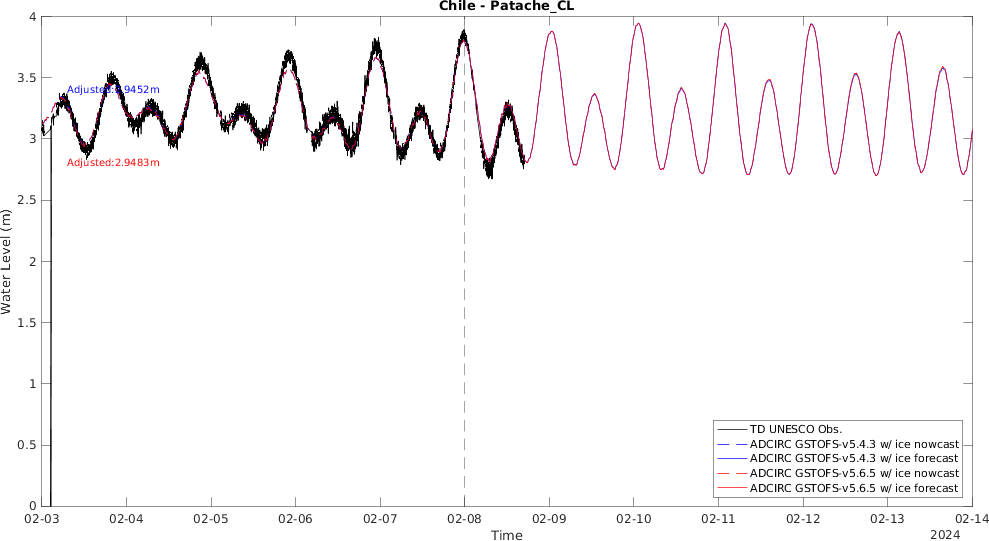 Chile - Patache_CL
4
3.5
3
2.5
2
1.5
1
0.5
0
Water Level (m)
Adjusted:2.9452m
Adjusted:2.9483m
TD UNESCO Obs.
ADCIRC GSTOFS-v5.4.3 w/ ice nowcast
ADCIRC GSTOFS-v5.4.3 w/ ice forecast
ADCIRC GSTOFS-v5.6.5 w/ ice nowcast
ADCIRC GSTOFS-v5.6.5 w/ ice forecast
02-03 02-04 02-05 02-06 02-07 02-08 02-09 02-10 02-11 02-12 02-13 02-14
Time
2024